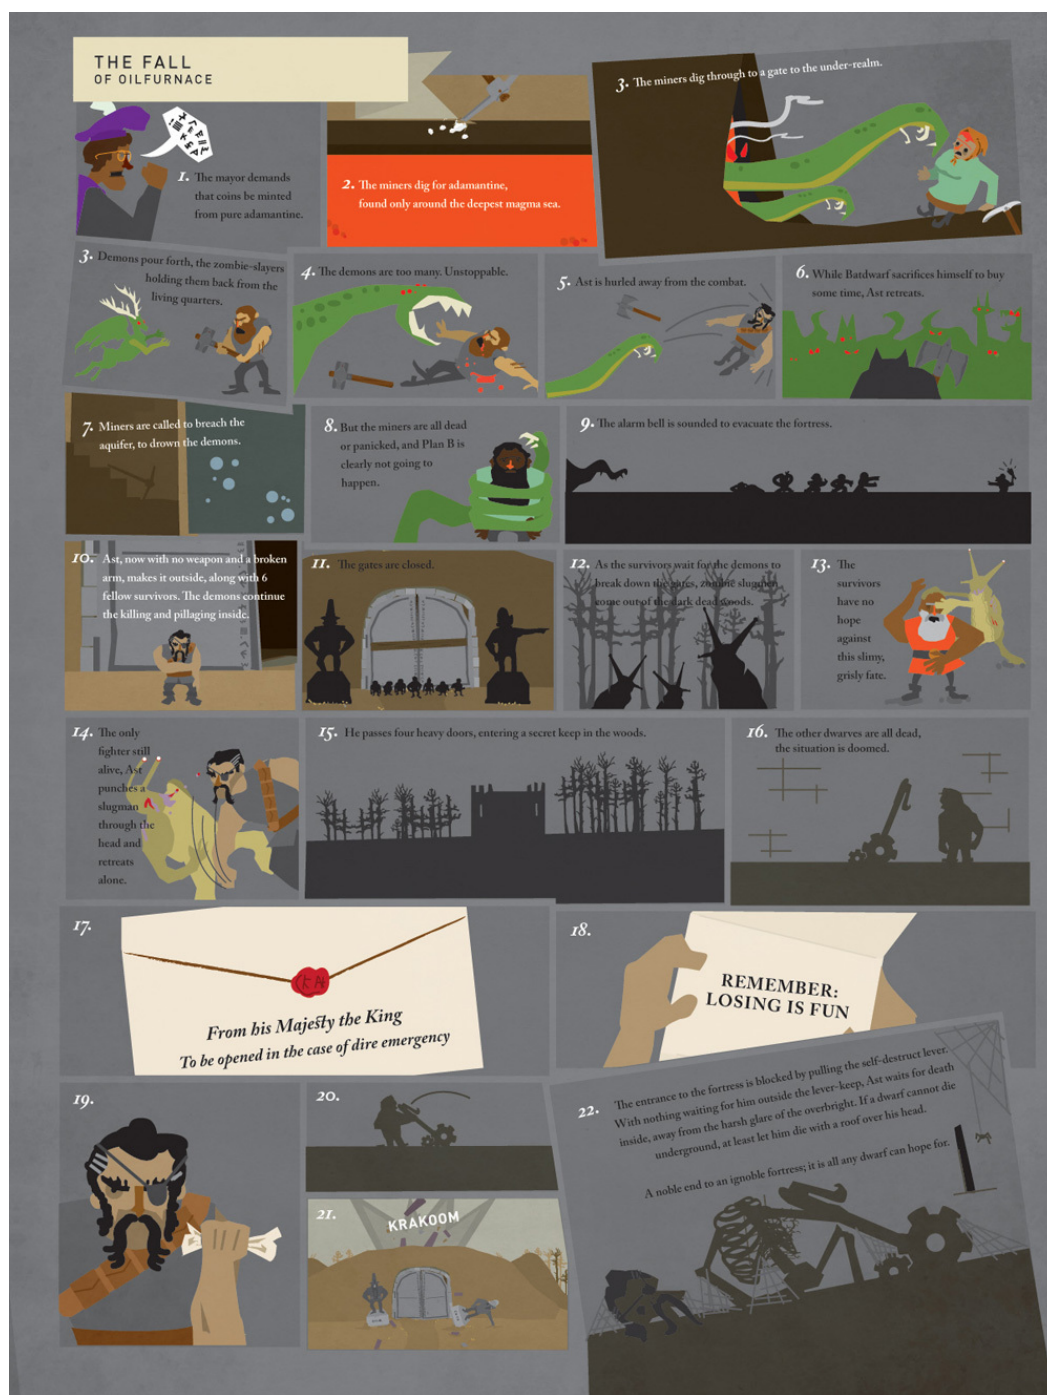 THE FALL
OF OILFURNACE
1. The mayor demands
that coins be minted
from pure adamantine.
2. The miners dig for adamantine,
found only around the deepest magma sea.
3. The miners dig through to a gate to the under-realm.
3. Demons pour forth, the zombie-slayers
holding them back from the
living quarters.
4. The demons are too many. Unstoppable.
5. Ast is hurled away from the combat.
6. While Batdwarf sacrifices himself to buy
some time, Ast retreats.
7. Miners are called to breach the
aquifer, to drown the demons.
8. But the miners are all dead
or panicked, and Plan B is
clearly not going to
happen.
9. The alarm bell is sounded to evacuate the fortress.
10. Ast, now with no weapon and a broken
arm, makes it outside, along with 6
fellow survivors. The demons continue
the killing and pillaging inside.
11. The gates are closed.
12. As the survivors wait for the demons to
break down the gates, zombie slugmen
come out of the dark dead woods.
13. The
survivors
have no
hope
against
this slimy,
grisly fate.
14. The only
fighter still
alive, Ast
punches a
slugman
through the
head and
retreats
alone.
15. He passes four heavy doors, entering a secret keep in the woods.
16. The other dwarves are all dead,
the situation is doomed.
17.
From his Majesty the King
To be opened in the case of dire emergency
18.
REMEMBER:
LOSING IS FUN
19.
20.
21.
KRAKOOM
22. The entrance to the fortress is blocked by pulling the self-destruct lever.
With nothing waiting for him outside the lever-keep, Ast waits for death
inside, away from the harsh glare of the overbright. If a dwarf cannot die
underground, at least let him die with a roof over his head.
A noble end to an ignoble fortress; it is all any dwarf can hope for.